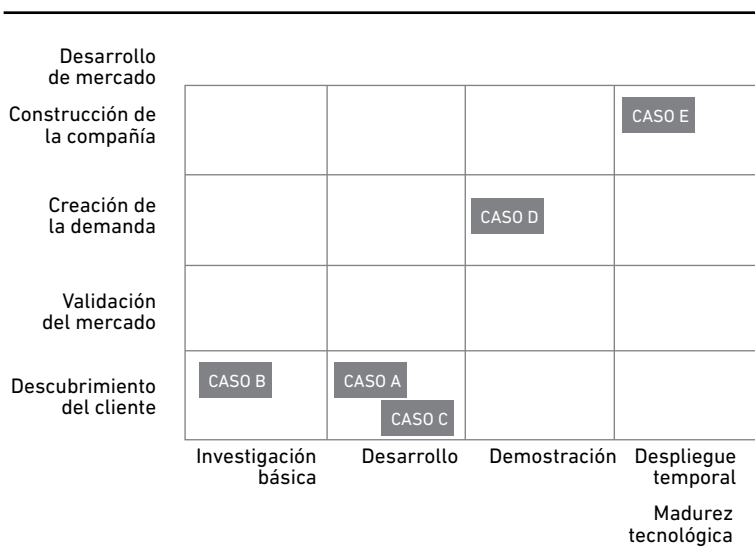 Desarrollo
de mercado
Construcción de
la compañía
CASO E
Creación de
la demanda
CASO D
Validación
del mercado
Descubrimiento
del cliente
CASO B
CASO A
CASO C
Investigación
básica
Desarrollo
Demostración
Despliegue
temporal
Madurez
tecnológica